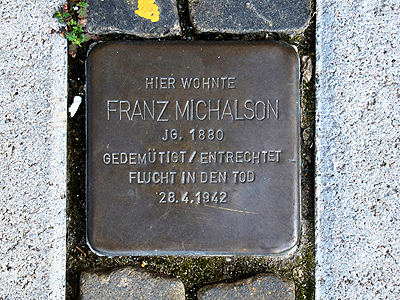 HIER WOHNTE
FRANZ MICHALSON
JG. 1880
GEDEMÜTIGT / ENTRECHTET
FLUCHT IN DEN TOD
28.4.1942